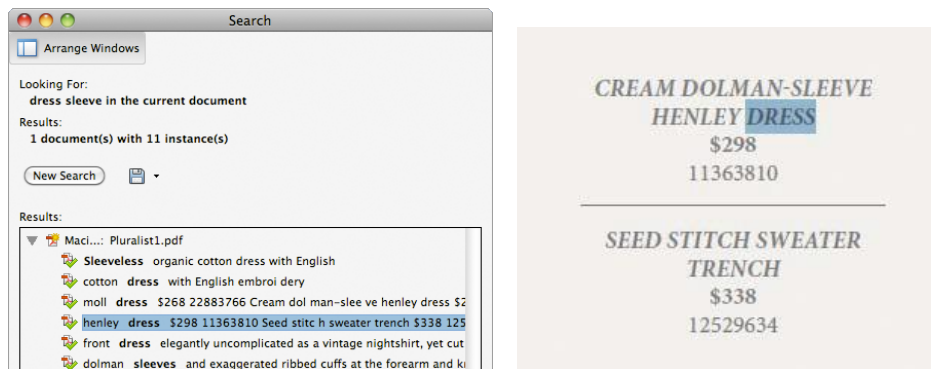 Search
Arrange Windows
Looking For:
dress sleeve in the current document
Results:
1 document(s) with 11 instance(s)
New Search
Results:
Maci...: Pluralist1.pdf
Sleeveless organic cotton dress with English
cotton dress with English embroi dery
moll dress $268 22883766 Cream dol man-slee ve henley dress $2
henley dress $298 11363810 Seed stitc h sweater trench $338 125
front dress elegantly uncomplicated as a vintage nightshirt, yet cut
dolman sleeves and exaggerated ribbed cuffs at the forearm and
CREAM DOLMAN-SLEEVE
HENLEY DRESS
$298
11363810
SEED STITCH SWEATER
TRENCH
$338
12529634